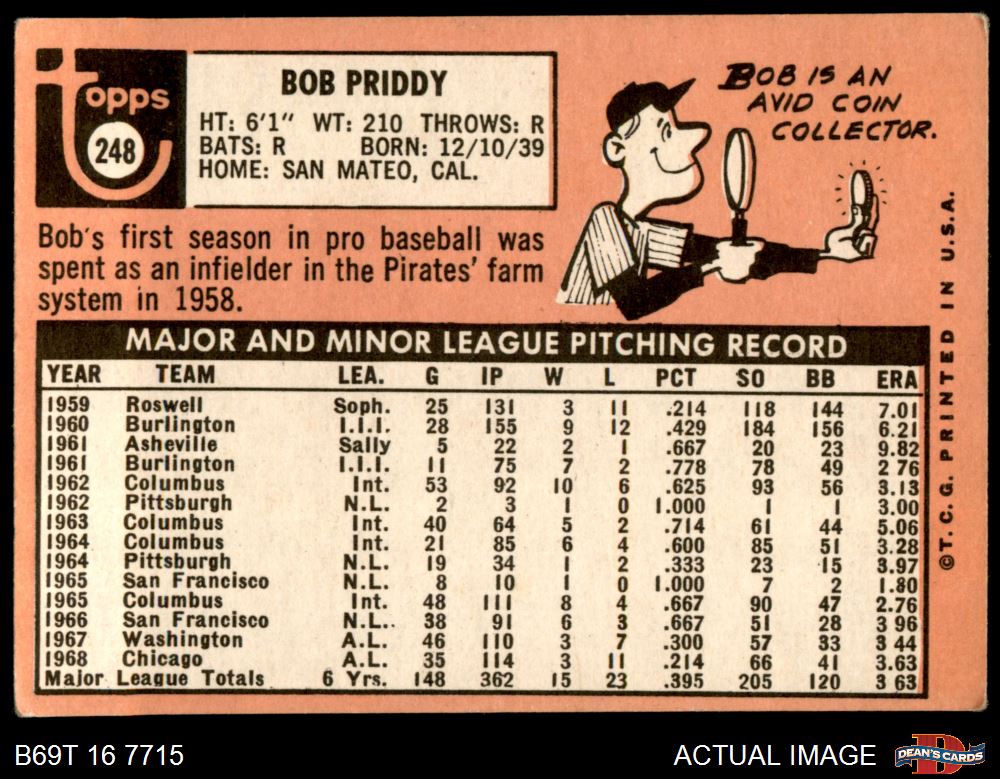 topps
248
BOB PRIDDY
HT: 6'1" WT: 210 THROWS: R
BATS: R BORN: 12/10/39
HOME: SAN MATEO, CAL.
BOB IS AN
AVID COIN
COLLECTOR.
Bob's first season in pro baseball was
spent as an infielder in the Pirates' farm
system in 1958.
MAJOR AND MINOR LEAGUE PITCHING RECORD
YEAR TEAM LEA. G IP W L PCT SO BB ERA
1959 Roswell Soph. 25 131 3 11 .214 118 144 7.01
1960 Burlington I.I.I. 28 155 9 12 .429 184 156 6.21
1961 Asheville Sally 5 22 2 1 .667 20 23 9.82
1961 Burlington I.I.I. 11 75 7 2 .778 78 49 2 76
1962 Columbus Int. 53 92 10 6 .625 93 56 3.13
1962 Pittsburgh N.L. 2 3 1 0 1.000 1 1 3.00
1963 Columbus Int. 40 64 5 2 .714 61 44 5.06
1964 Columbus Int. 21 85 6 4 .600 85 51 3.28
1964 Pittsburgh N.L. 19 34 1 2 .333 23 15 3.97
1965 San Francisco N.L. 8 10 1 0 1.000 7 2 1.80
1965 Columbus Int. 48 111 8 4 .667 90 47 2.76
1966 San Francisco N.L. 38 91 6 3 .667 51 28 3 96
1967 Washington A.L. 46 110 3 7 .300 57 33 3 44
1968 Chicago A.L. 35 114 3 11 .214 66 41 3.63
Major League Totals 6 Yrs. 148 362 15 23 .395 205 120 3 63
©T. C. G. PRINTED IN U.S.A.
B69T 16 7715
ACTUAL IMAGE
DEAN'S CARDS